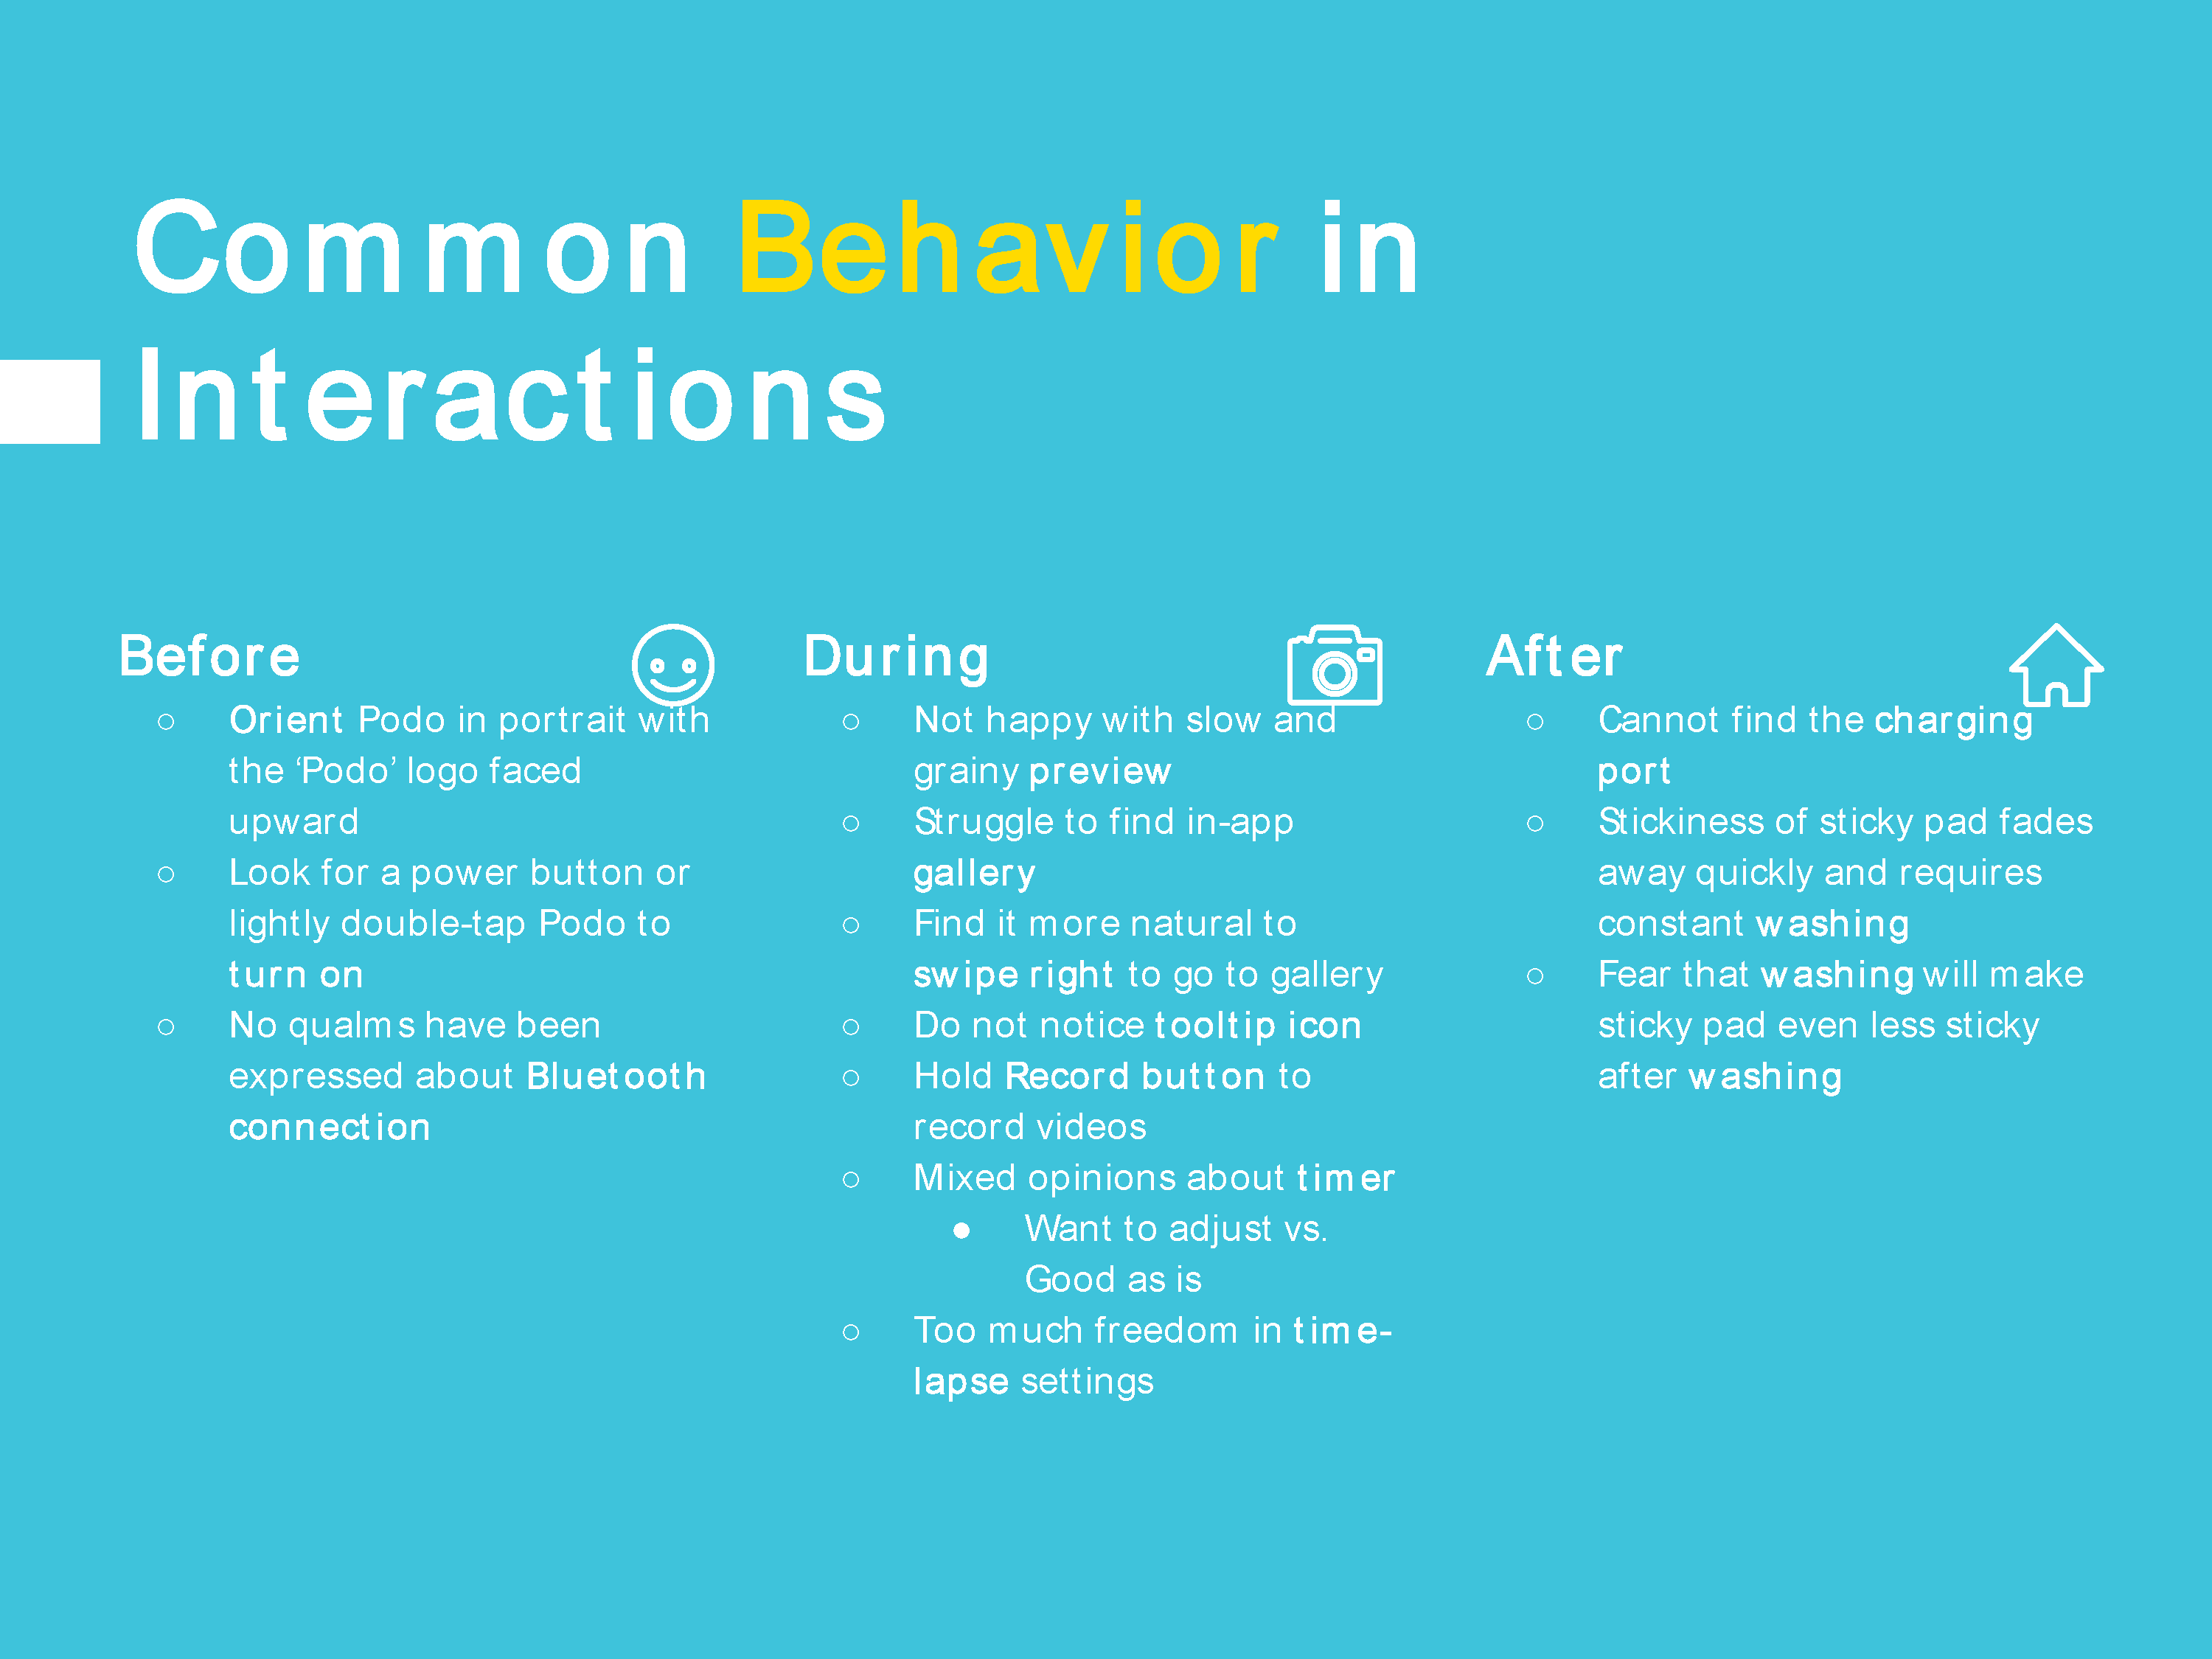 Common Behavior in
Interactions
Before
○ Orient Podo in portrait with
the ‘Podo’ logo faced
upward
○ Look for a power button or
lightly double-tap Podo to
turn on
○ No qualms have been
expressed about Bluetooth
connection
During
○ Not happy with slow and
grainy preview
○ Struggle to find in-app
gallery
○ Find it more natural to
swipe right to go to gallery
○ Do not notice tooltip icon
○ Hold Record button to
record videos
○ Mixed opinions about timer
● Want to adjust vs.
Good as is
○ Too much freedom in time-
lapse settings
After
○ Cannot find the charging
port
○ Stickiness of sticky pad fades
away quickly and requires
constant washing
○ Fear that washing will make
sticky pad even less sticky
after washing